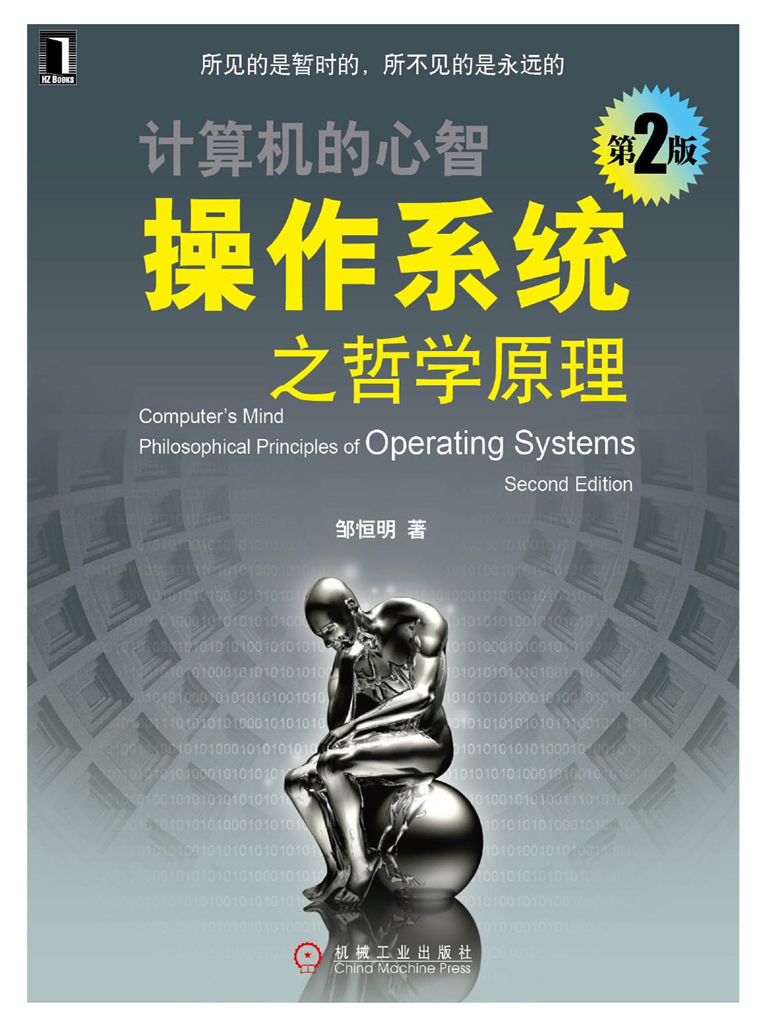 HZ BOOKS
所见的是暂时的，所不见的是永远的
第2版
计算机的心智
操作系统
之哲学原理
Computer's Mind
Philosophical Principles of Operating Systems
Second Edition
邹恒明 著
机械工业出版社
China Machine Press